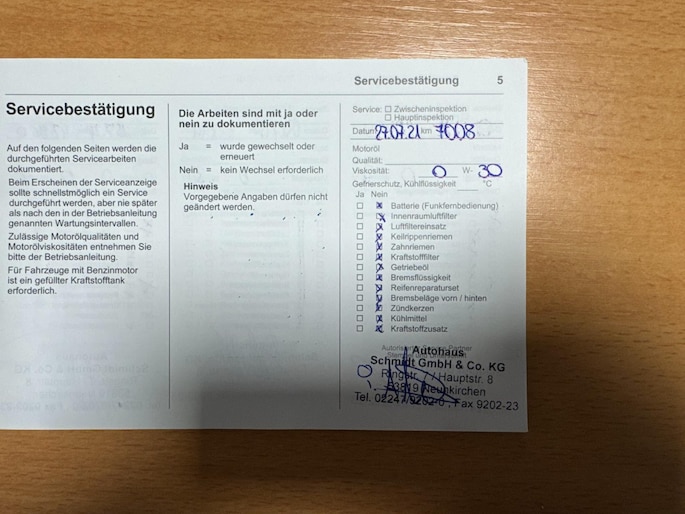 Servicebestätigung 5
Servicebestätigung
Auf den folgenden Seiten werden die
durchgeführten Servicearbeiten
dokumentiert.
Beim Erscheinen der Serviceanzeige
sollte schnellstmöglich ein Service
durchgeführt werden, aber nie später
als nach den in der Betriebsanleitung
genannten Wartungsintervallen.
Zulässige Motorölqualitäten und
Motorölviskositäten entnehmen Sie
bitte der Betriebsanleitung.
Für Fahrzeuge mit Benzinmotor
ist ein gefüllter Kraftstofftank
erforderlich.
Die Arbeiten sind mit ja oder
nein zu dokumentieren
Ja = wurde gewechselt oder
erneuert
Nein = kein Wechsel erforderlich
Hinweis
Vorgegebene Angaben dürfen nicht
geändert werden.
Service: ☐ Zwischeninspektion
☐ Hauptinspektion
Datum 27.07.21 km 7008
Motoröl
Qualität:
Viskosität: 0 W- 30
Gefrierschutz, Kühlflüssigkeit °C
Ja Nein
☐ ☒ Batterie (Funkfernbedienung)
☐ ☒ Innenraumluftfilter
☐ ☒ Luftfiltereinsatz
☐ ☒ Keilrippenriemen
☐ ☒ Zahnriemen
☐ ☒ Kraftstofffilter
☐ ☒ Getriebeöl
☐ ☒ Bremsflüssigkeit
☐ ☒ Reifenreparaturset
☐ ☒ Bremsbeläge vorn / hinten
☐ ☒ Zündkerzen
☐ ☒ Kühlmittel
☐ ☒ Kraftstoffzusatz
Autohaus
Schmidt GmbH & Co. KG
Ringstr. 7 / Hauptstr. 8
53819 Neunkirchen
Tel. 02247/9202-0, Fax 9202-23